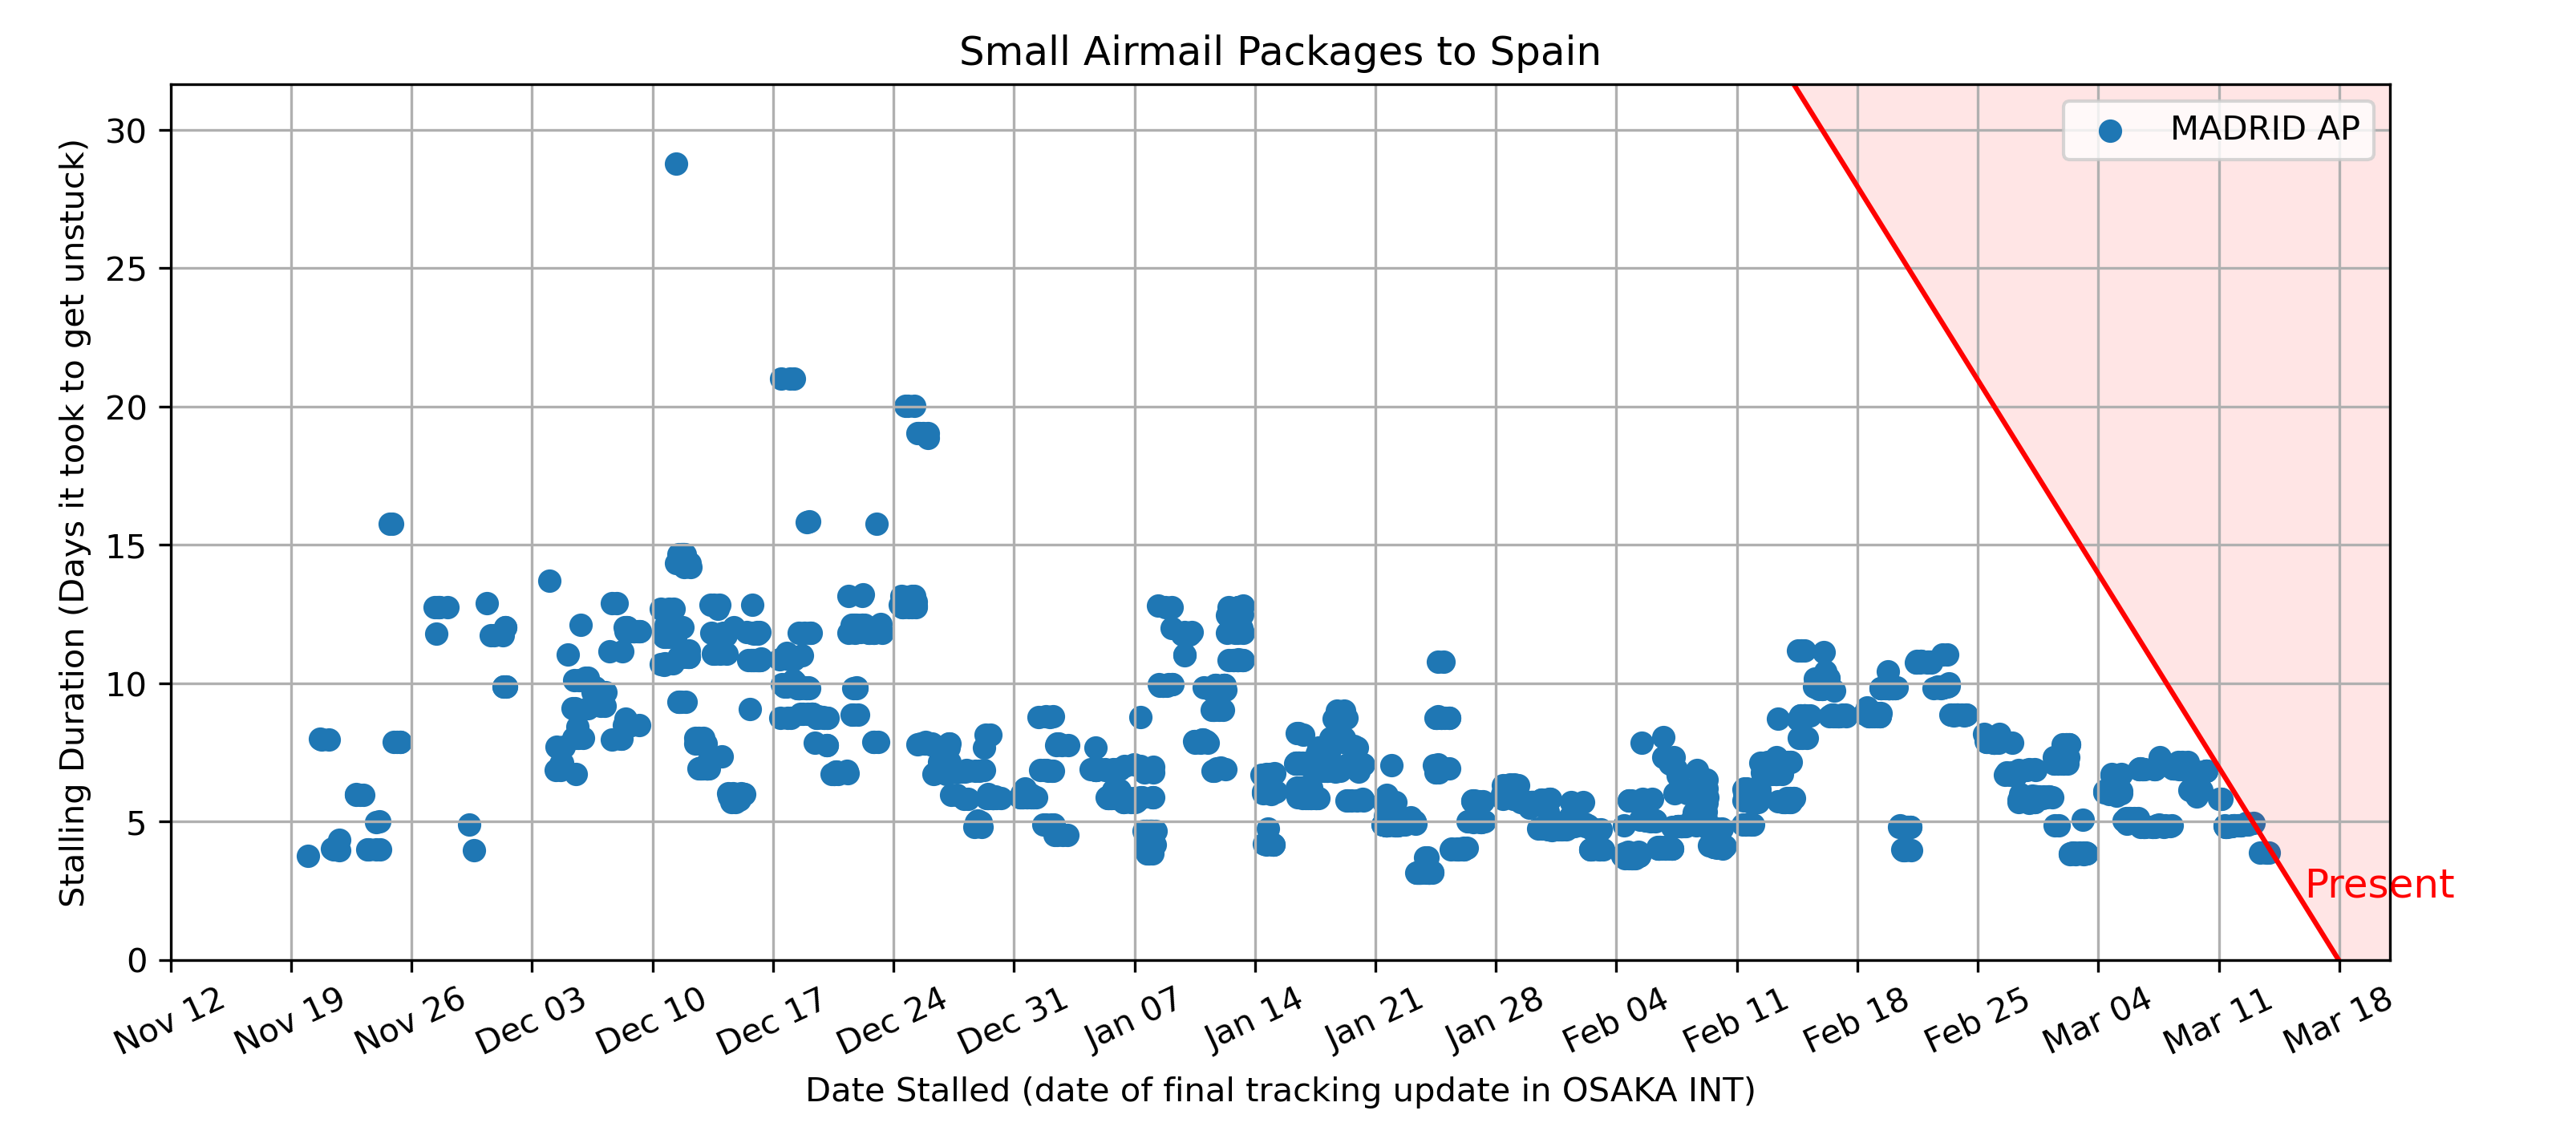 Small Airmail Packages to Spain
MADRID AP
Stalling Duration (Days it took to get unstuck)
30
25
20
15
10
5
0
Present
Nov 12
Nov 19
Nov 26
Dec 03
Dec 10
Dec 17
Dec 24
Dec 31
Jan 07
Jan 14
Jan 21
Jan 28
Feb 04
Feb 11
Feb 18
Feb 25
Mar 04
Mar 11
Mar 18
Date Stalled (date of final tracking update in OSAKA INT)